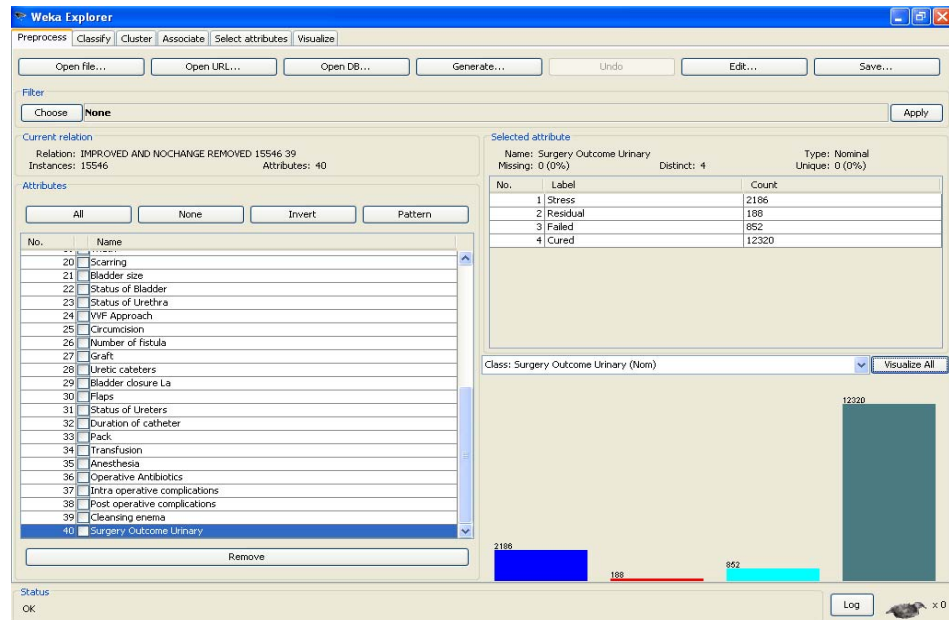 Weka Explorer
Preprocess Classify Cluster Associate Select attributes Visualize
Open file... Open URL... Open DB... Generate... Undo Edit... Save...
Filter
Choose None Apply
Current relation
Relation: IMPROVED AND NOCHANGE REMOVED 15546 39
Instances: 15546 Attributes: 40
Attributes
All None Invert Pattern
No. Name
20 Scarring
21 Bladder size
22 Status of Bladder
23 Status of Urethra
24 VVF Approach
25 Circumcision
26 Number of fistula
27 Graft
28 Uretic cateters
29 Bladder closure La
30 Flaps
31 Status of Ureters
32 Duration of catheter
33 Pack
34 Transfusion
35 Anesthesia
36 Operative Antibiotics
37 Intra operative complications
38 Post operative complications
39 Cleansing enema
40 Surgery Outcome Urinary
Remove
Selected attribute
Name: Surgery Outcome Urinary Type: Nominal
Missing: 0 (0%) Distinct: 4 Unique: 0 (0%)
No. Label Count
1 Stress 2186
2 Residual 188
3 Failed 852
4 Cured 12320
Class: Surgery Outcome Urinary (Nom) Visualize All
12320
2186
188
852
Status
OK
Log x 0